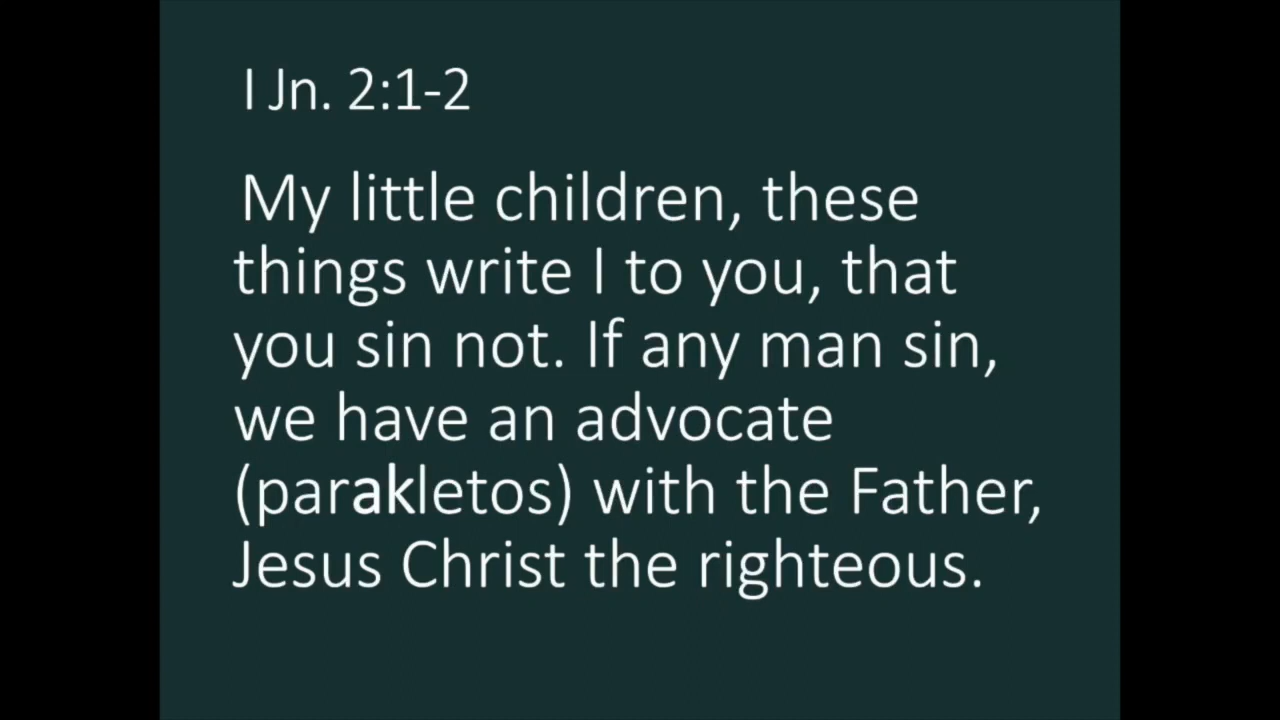 I Jn. 2:1-2
My little children, these
things write I to you, that
you sin not. If any man sin,
we have an advocate
(parakletos) with the Father,
Jesus Christ the righteous.